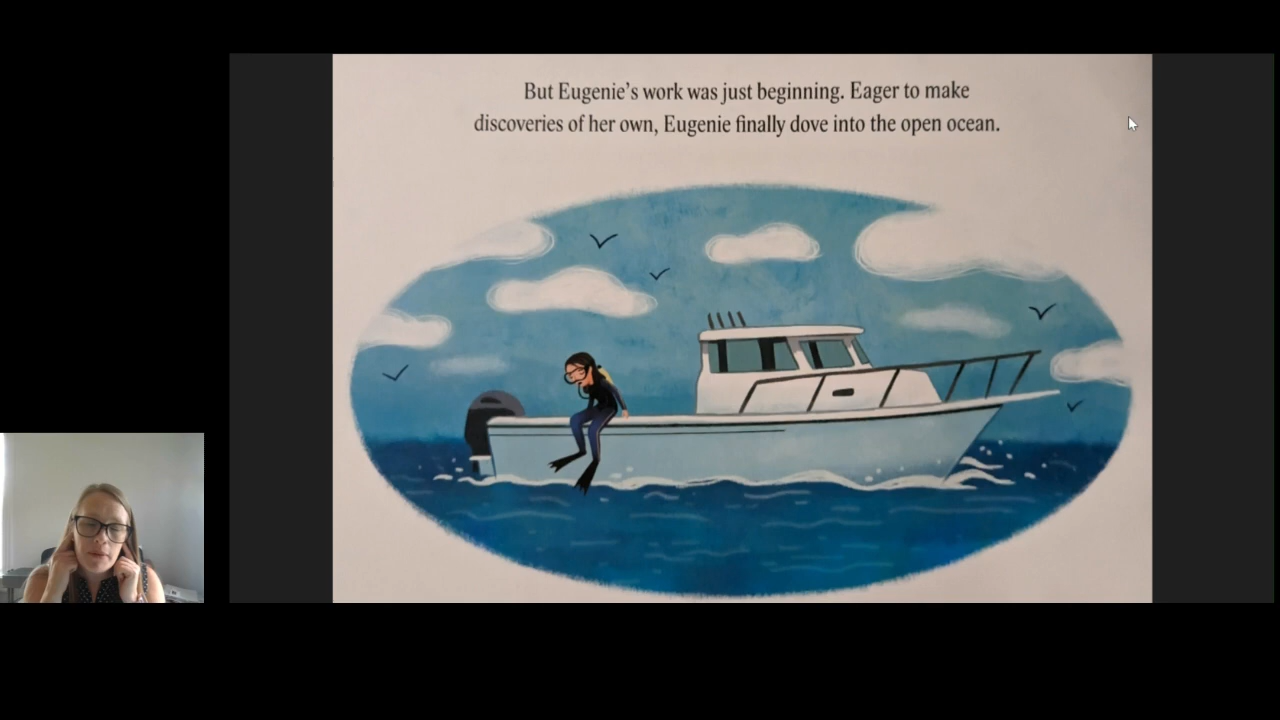 But Eugenie’s work was just beginning. Eager to make
discoveries of her own, Eugenie finally dove into the open ocean.